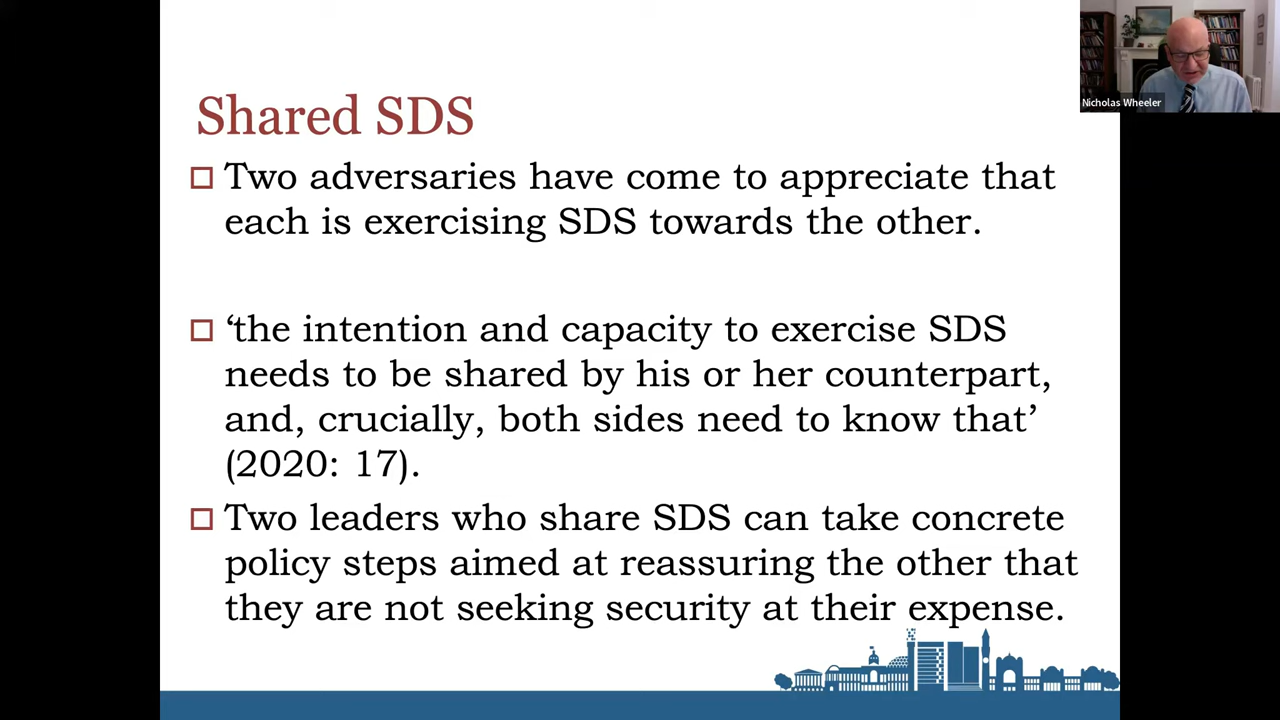 Nicholas Wheeler
Shared SDS
Two adversaries have come to appreciate that
each is exercising SDS towards the other.
‘the intention and capacity to exercise SDS
needs to be shared by his or her counterpart,
and, crucially, both sides need to know that’
(2020: 17).
Two leaders who share SDS can take concrete
policy steps aimed at reassuring the other that
they are not seeking security at their expense.